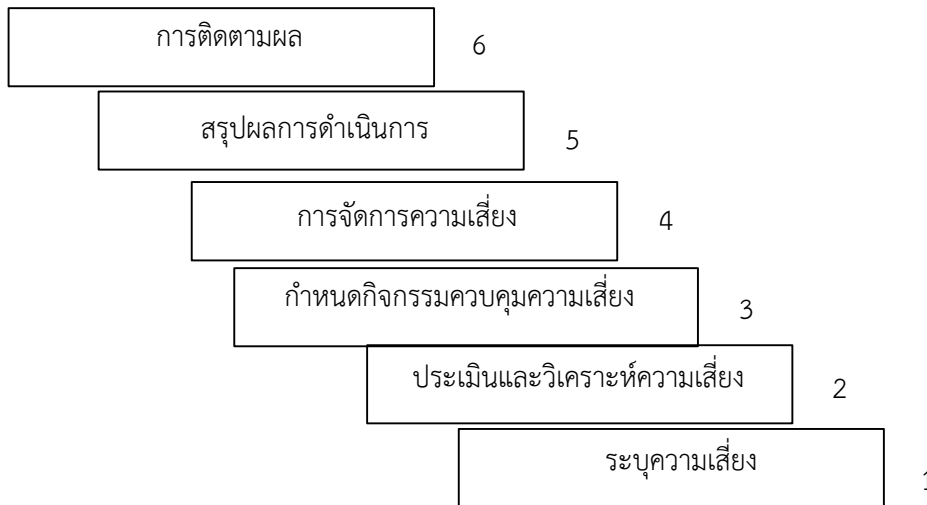 การติดตามผล 6
สรุปผลการดำเนินการ 5
การจัดการความเสี่ยง 4
กำหนดกิจกรรมควบคุมความเสี่ยง 3
ประเมินและวิเคราะห์ความเสี่ยง 2
ระบุความเสี่ยง 1